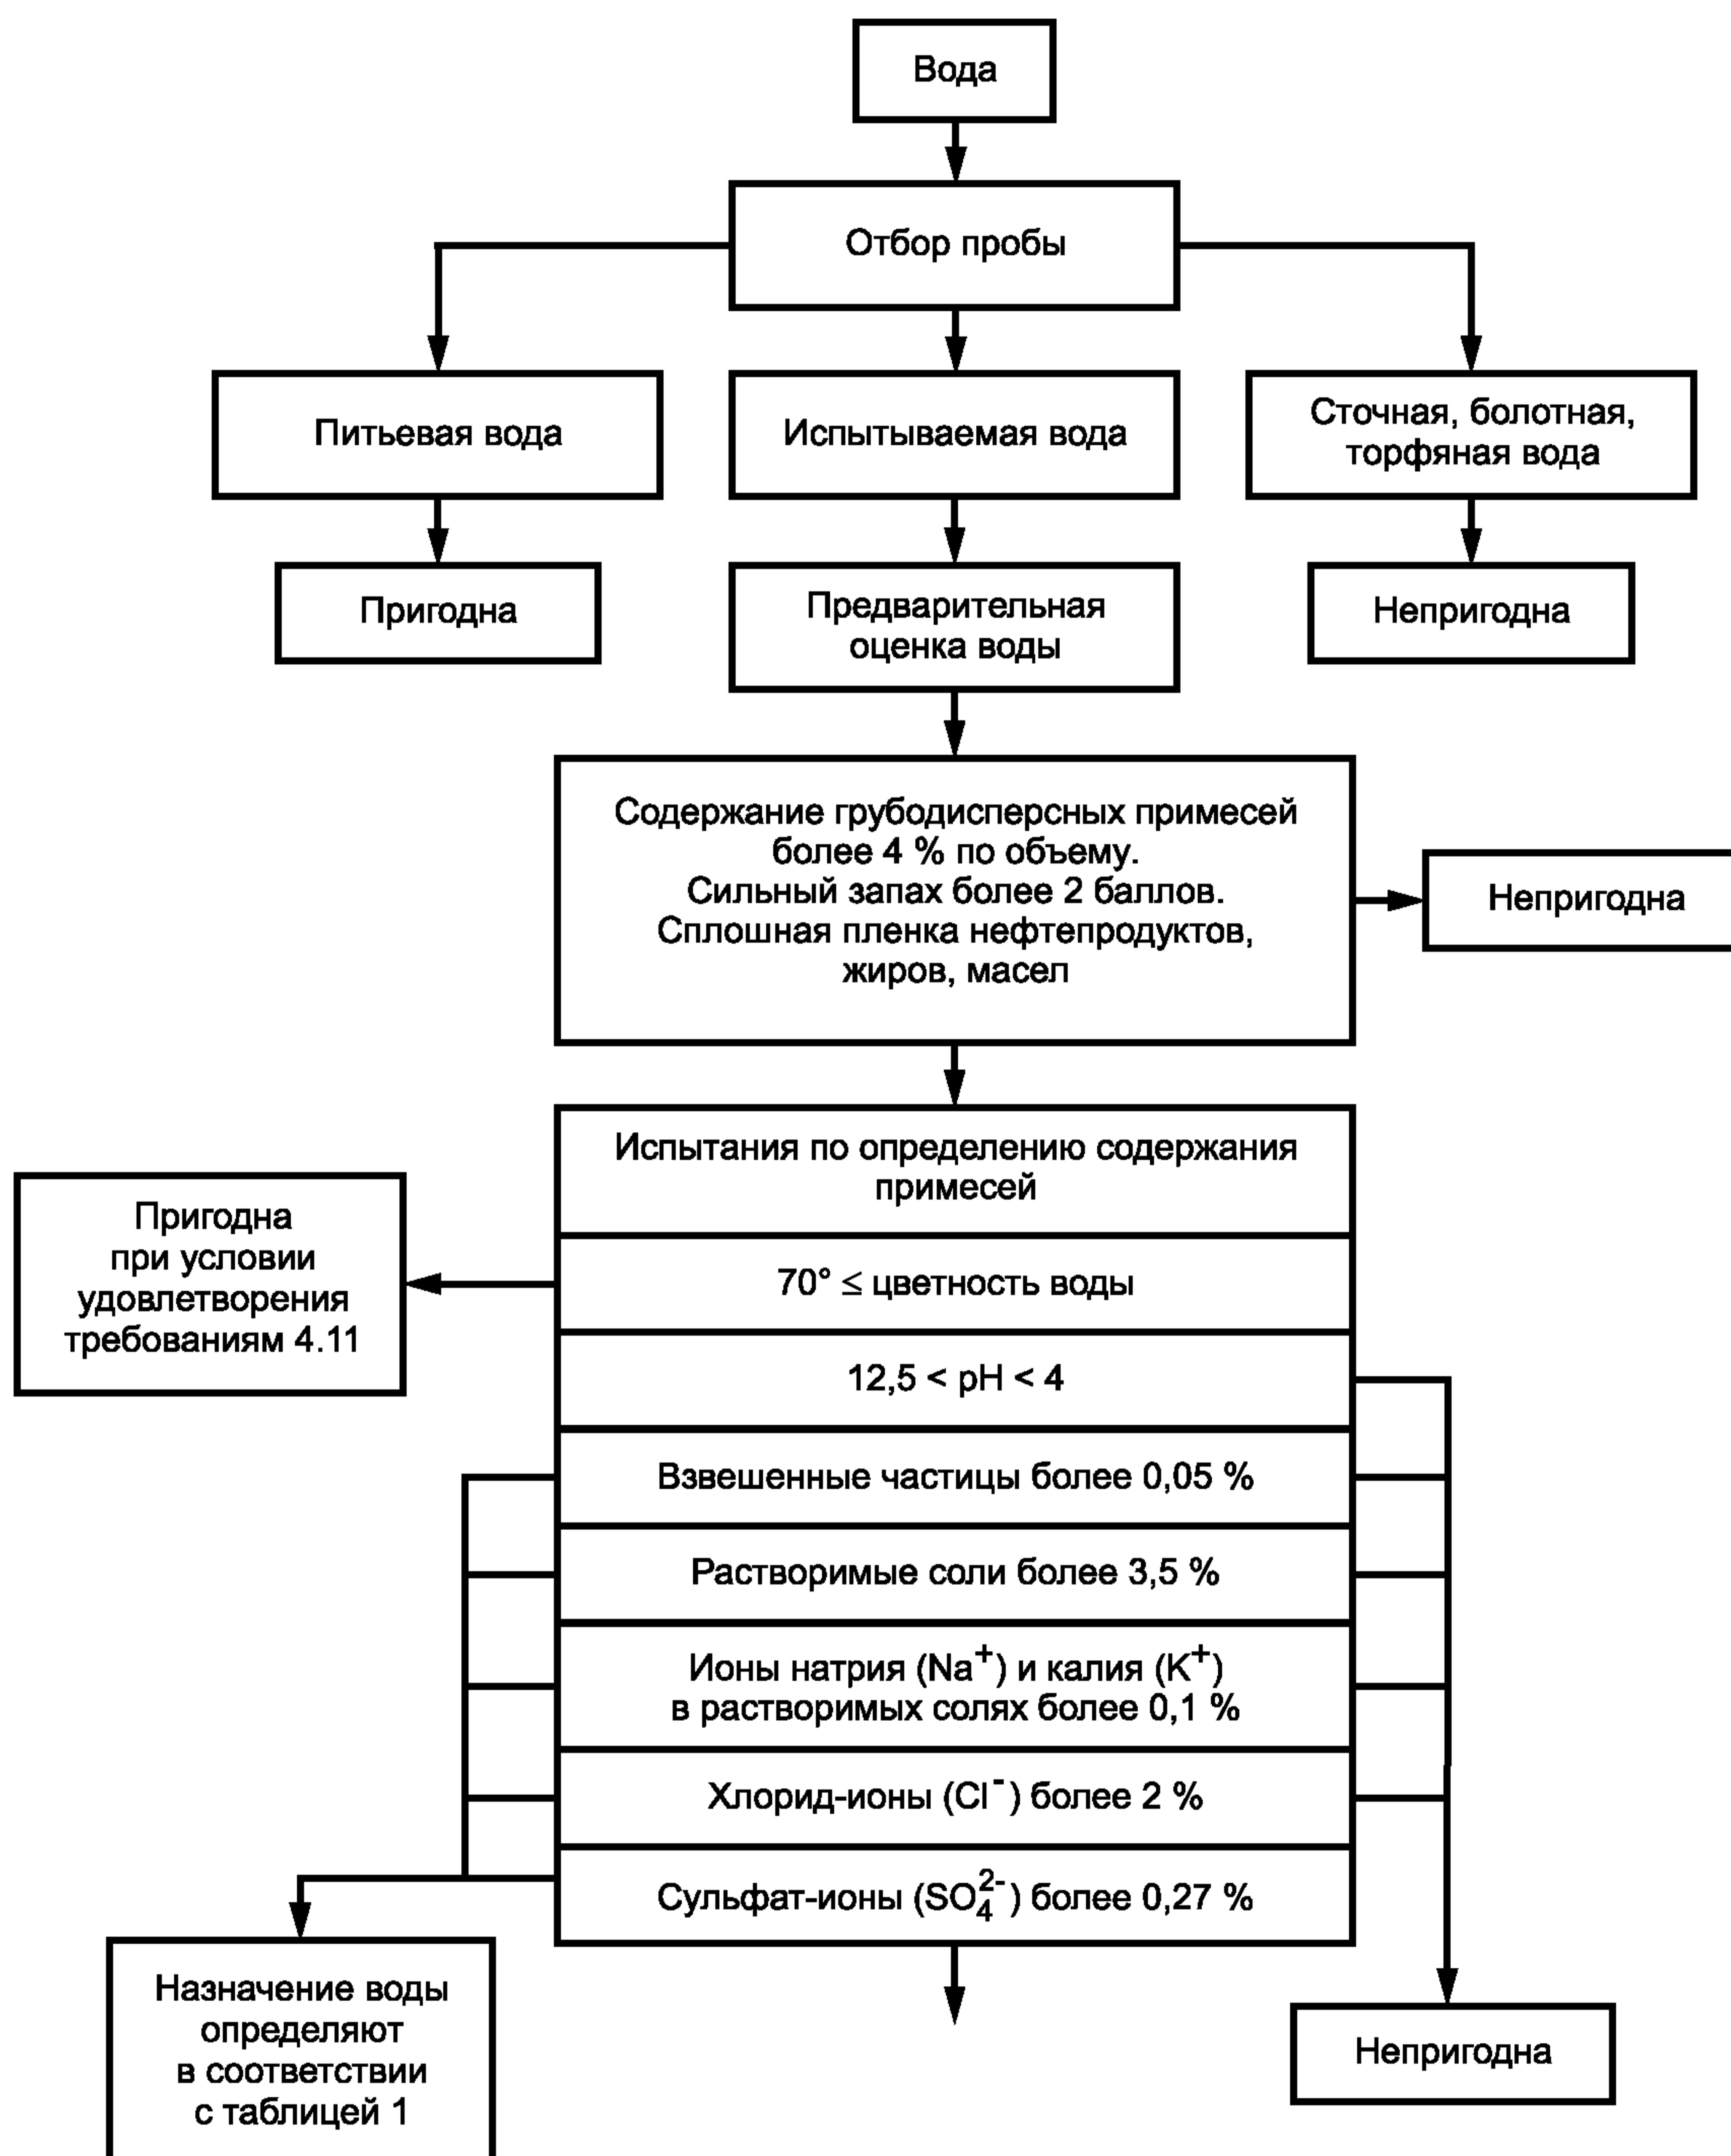 Вода
Отбор пробы
Питьевая вода
Испытываемая вода
Сточная, болотная,
торфяная вода
Пригодна
Предварительная
оценка воды
Непригодна
Содержание грубодисперсных примесей
более 4 % по объему.
Сильный запах более 2 баллов.
Сплошная пленка нефтепродуктов,
жиров, масел
Непригодна
Испытания по определению содержания
примесей
Пригодна
при условии
удовлетворения
требованиям 4.11
70° ≤ цветность воды
12,5 < pH < 4
Взвешенные частицы более 0,05 %
Растворимые соли более 3,5 %
Ионы натрия (Na⁺) и калия (K⁺)
в растворимых солях более 0,1 %
Хлорид-ионы (Cl⁻) более 2 %
Сульфат-ионы (SO₄²⁻) более 0,27 %
Назначение воды
определяют
в соответствии
с таблицей 1
Непригодна